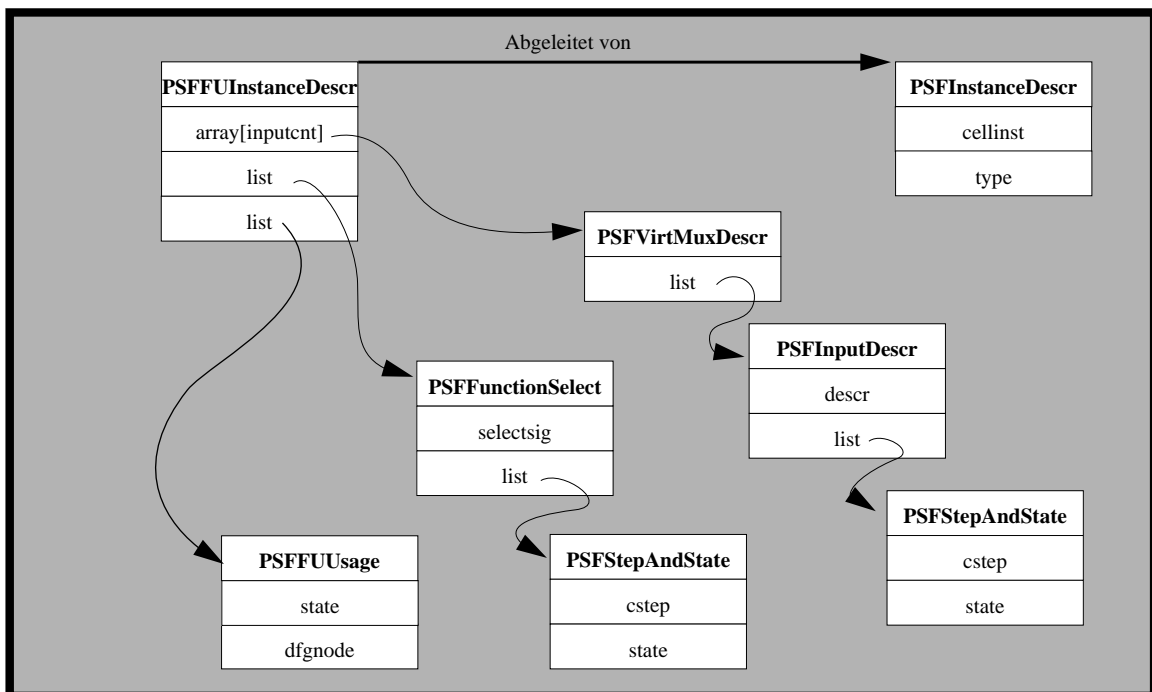 Abgeleitet von
PSFFUInstanceDescr
array[inputcnt]
list
list
PSFInstanceDescr
cellinst
type
PSFVirtMuxDescr
list
PSFInputDescr
descr
list
PSFFunctionSelect
selectsig
list
PSFStepAndState
cstep
state
PSFFUUsage
state
dfgnode
PSFStepAndState
cstep
state